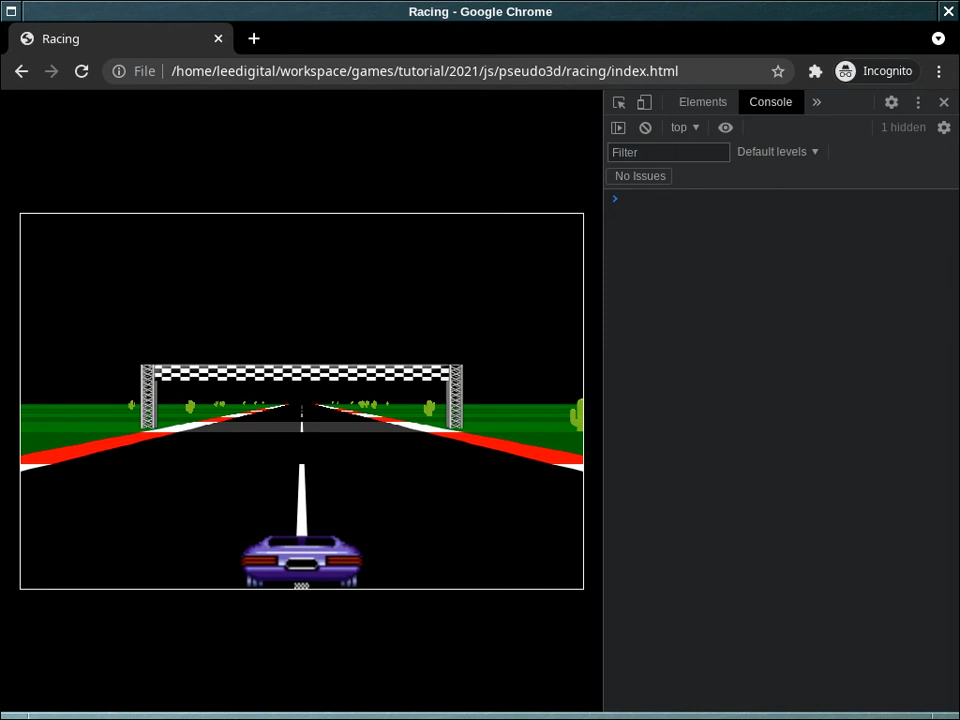 Racing - Google Chrome
Racing
File
/home/leedigital/workspace/games/tutorial/2021/js/pseudo3d/racing/index.html
Incognito
Elements
Console
top
1 hidden
Filter
Default levels
No Issues